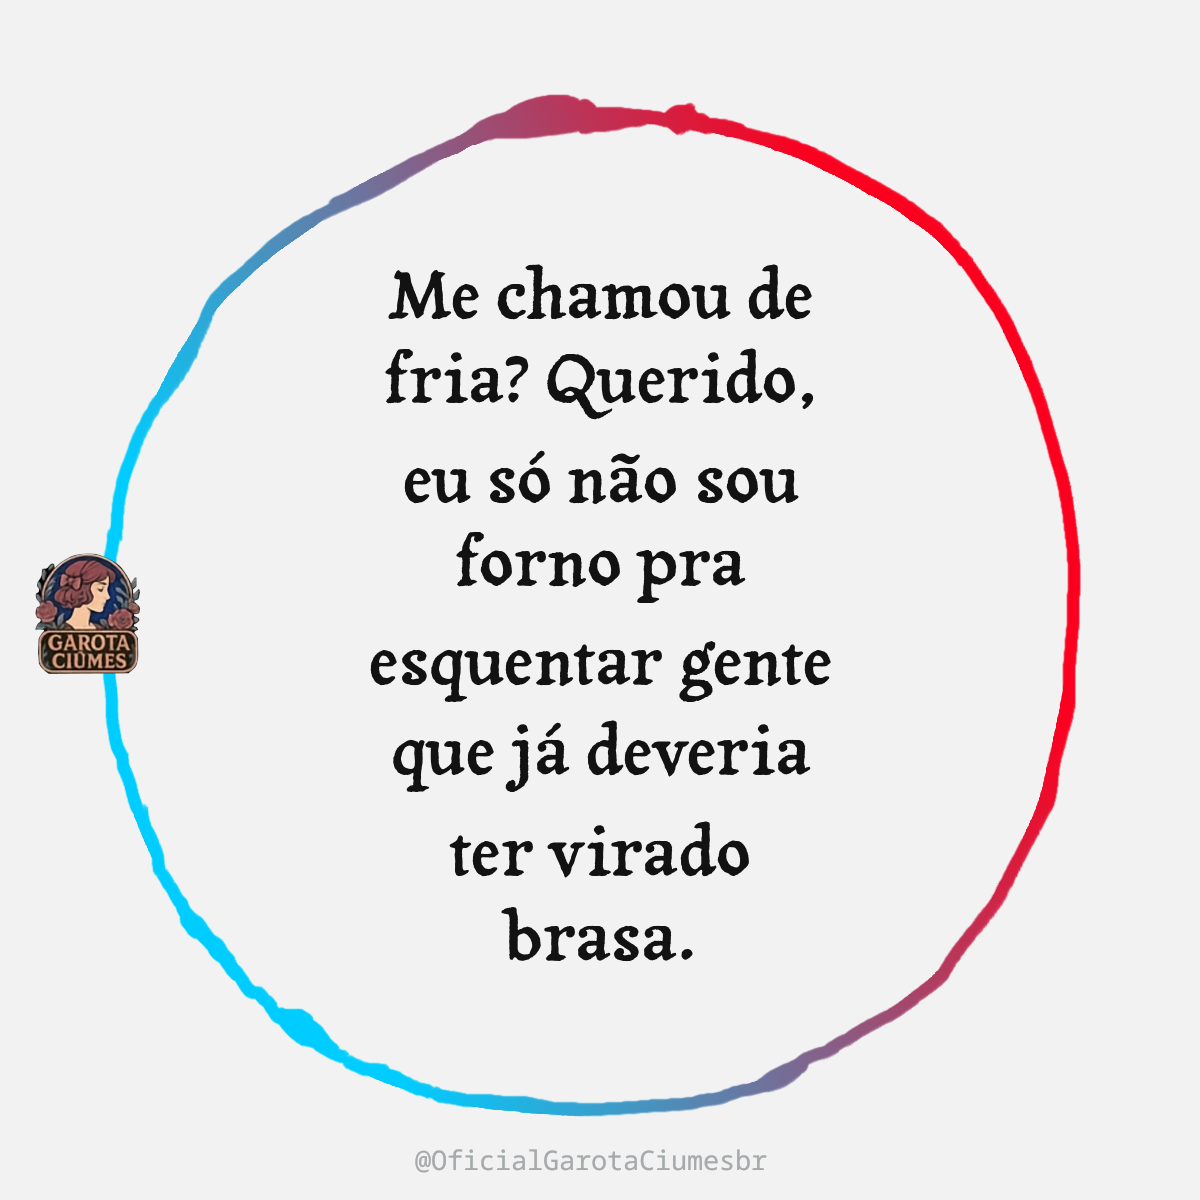 Me chamou de
fria? Querido,
eu só não sou
forno pra
esquentar gente
que já deveria
ter virado
brasa.
GAROTA
CIÚMES
@OficialGarotaCiumesbr